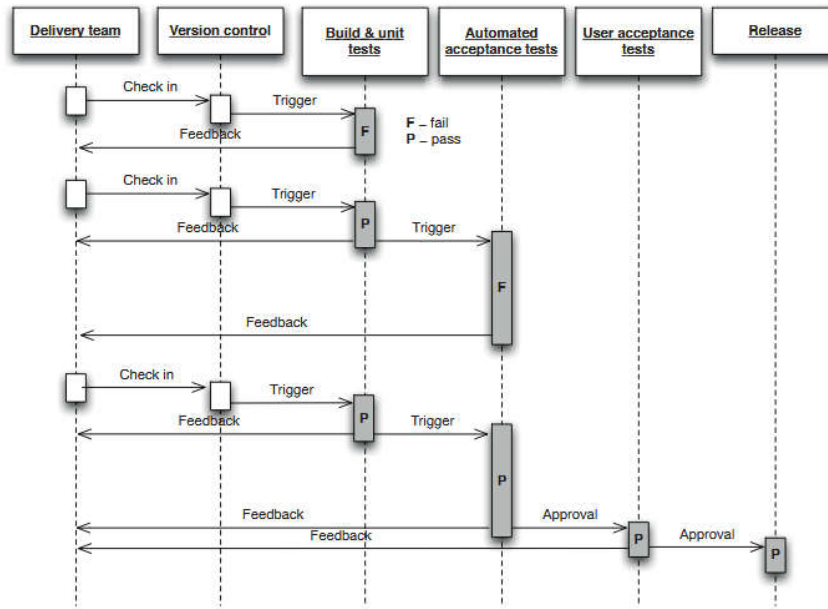 Delivery team
Version control
Build & unit
tests
Automated
acceptance tests
User acceptance
tests
Release
Check in
Trigger
F – fail
P – pass
F
Feedback
Check in
Trigger
P
Feedback
Trigger
F
Feedback
Check in
Trigger
P
Feedback
Trigger
P
Feedback
Approval
Feedback
P
Approval
P